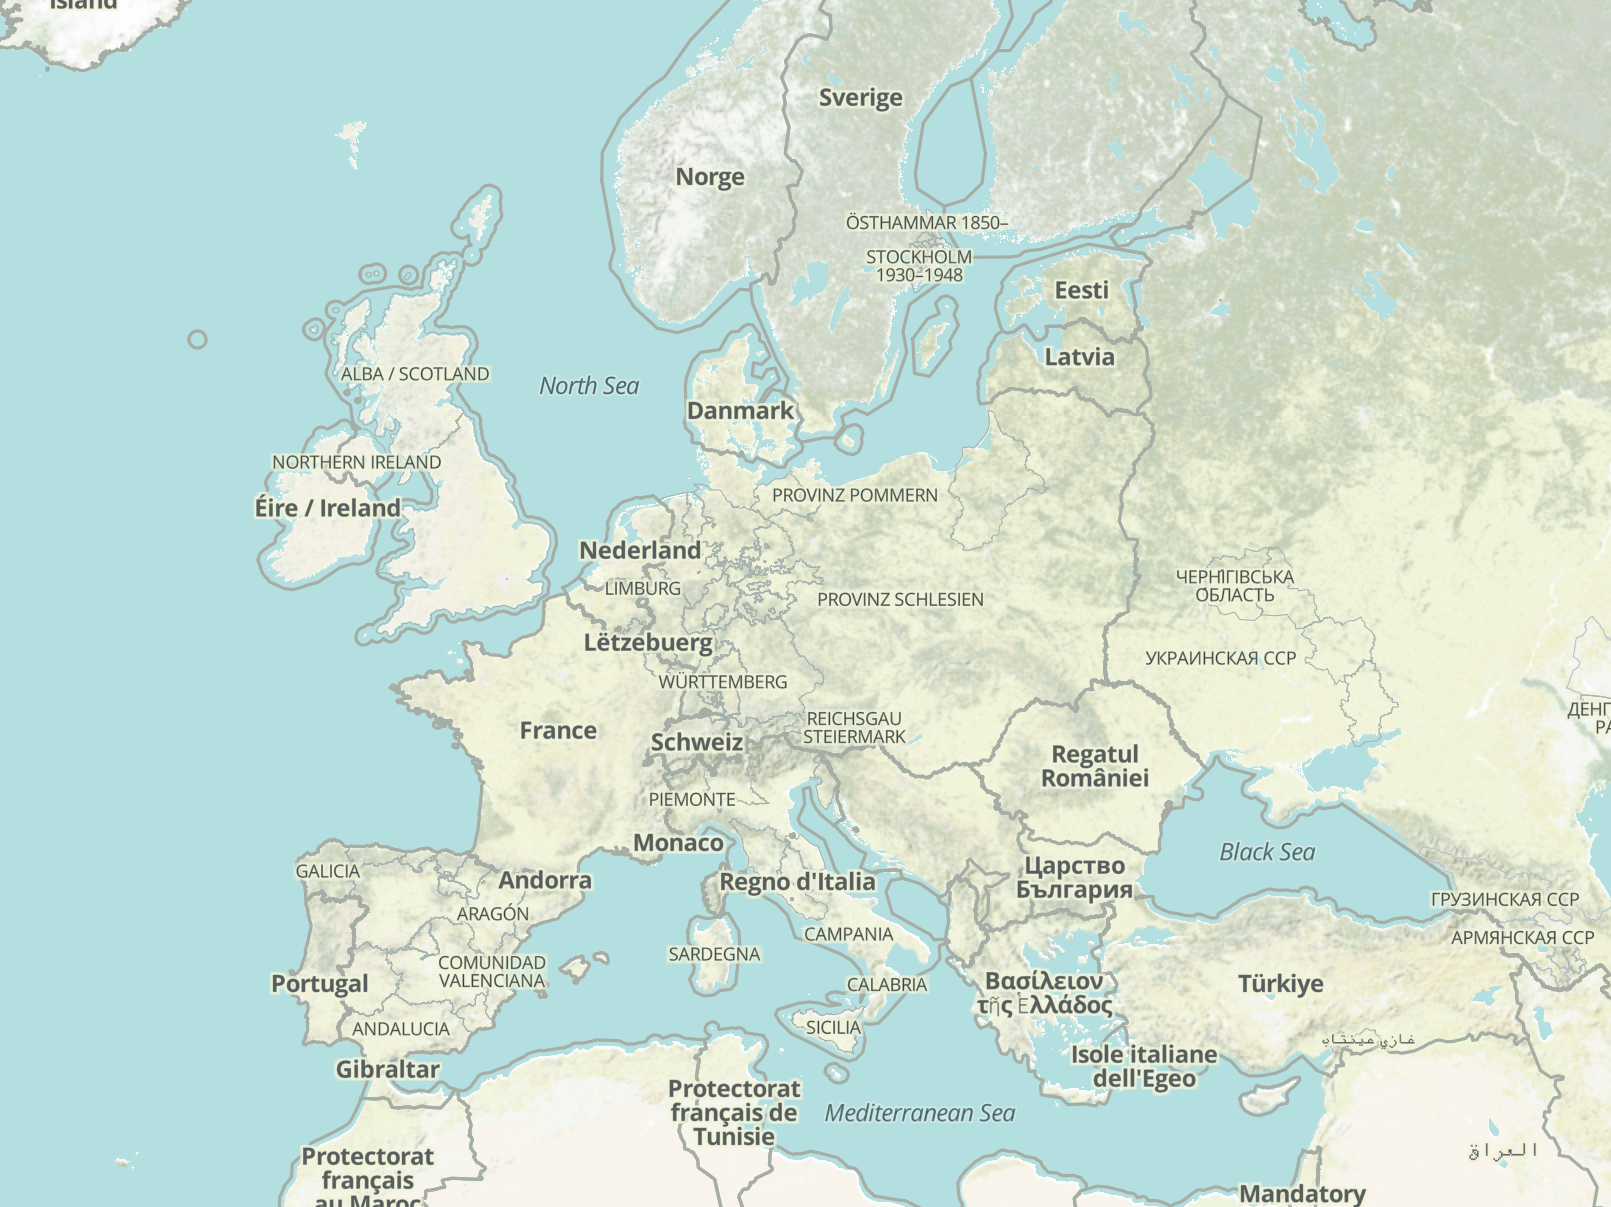 Ísland
Sverige
Norge
ÖSTHAMMAR 1850–
STOCKHOLM
1930–1948
Eesti
Latvia
ALBA / SCOTLAND
North Sea
Danmark
NORTHERN IRELAND
Éire / Ireland
PROVINZ POMMERN
Nederland
LIMBURG
PROVINZ SCHLESIEN
ЧЕРНІГІВСЬКА
ОБЛАСТЬ
Lëtzebuerg
УКРАИНСКАЯ ССР
WÜRTTEMBERG
France
Schweiz
REICHSGAU
STEIERMARK
ДЕНГ
РА
Regatul
României
PIEMONTE
Monaco
Black Sea
GALICIA
Andorra
Regno d'Italia
Царство
България
ГРУЗИНСКАЯ ССР
ARAGÓN
CAMPANIA
АРМЯНСКАЯ ССР
SARDEGNA
COMUNIDAD
VALENCIANA
Portugal
CALABRIA
Βασίλειον
τῆς Ἑλλάδος
Türkiye
ANDALUCIA
SICILIA
غازي عينتاب
Gibraltar
Isole italiane
dell'Egeo
Protectorat
français de
Tunisie
Mediterranean Sea
العراق
Protectorat
français
au Maroc
Mandatory